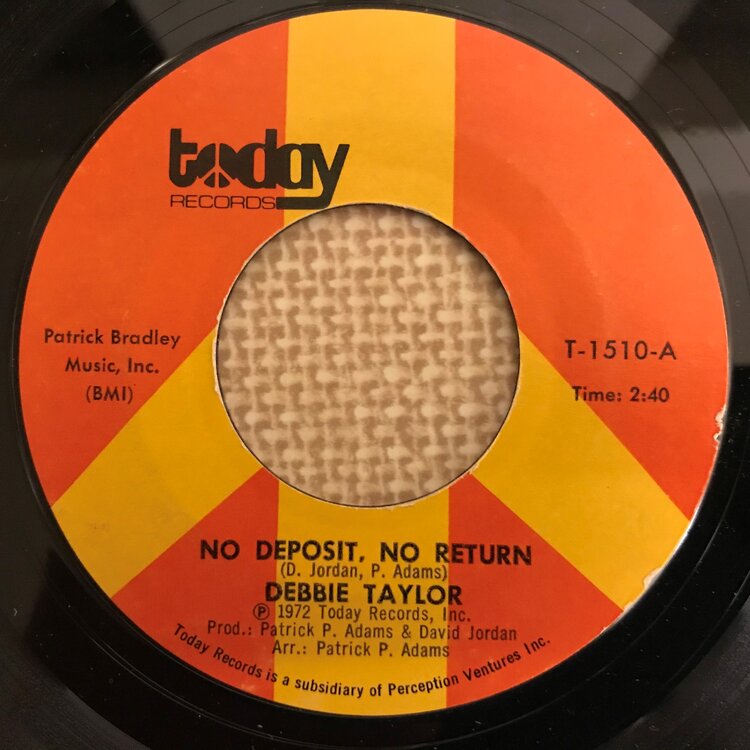 today
RECORDS
Patrick Bradley
Music, Inc.
(BMI)
T-1510-A
Time: 2:40
NO DEPOSIT, NO RETURN
(D. Jordan, P. Adams)
DEBBIE TAYLOR
Ⓟ 1972 Today Records, Inc.
Prod.: Patrick P. Adams & David Jordan
Arr.: Patrick P. Adams
Today Records is a subsidiary of Perception Ventures Inc.